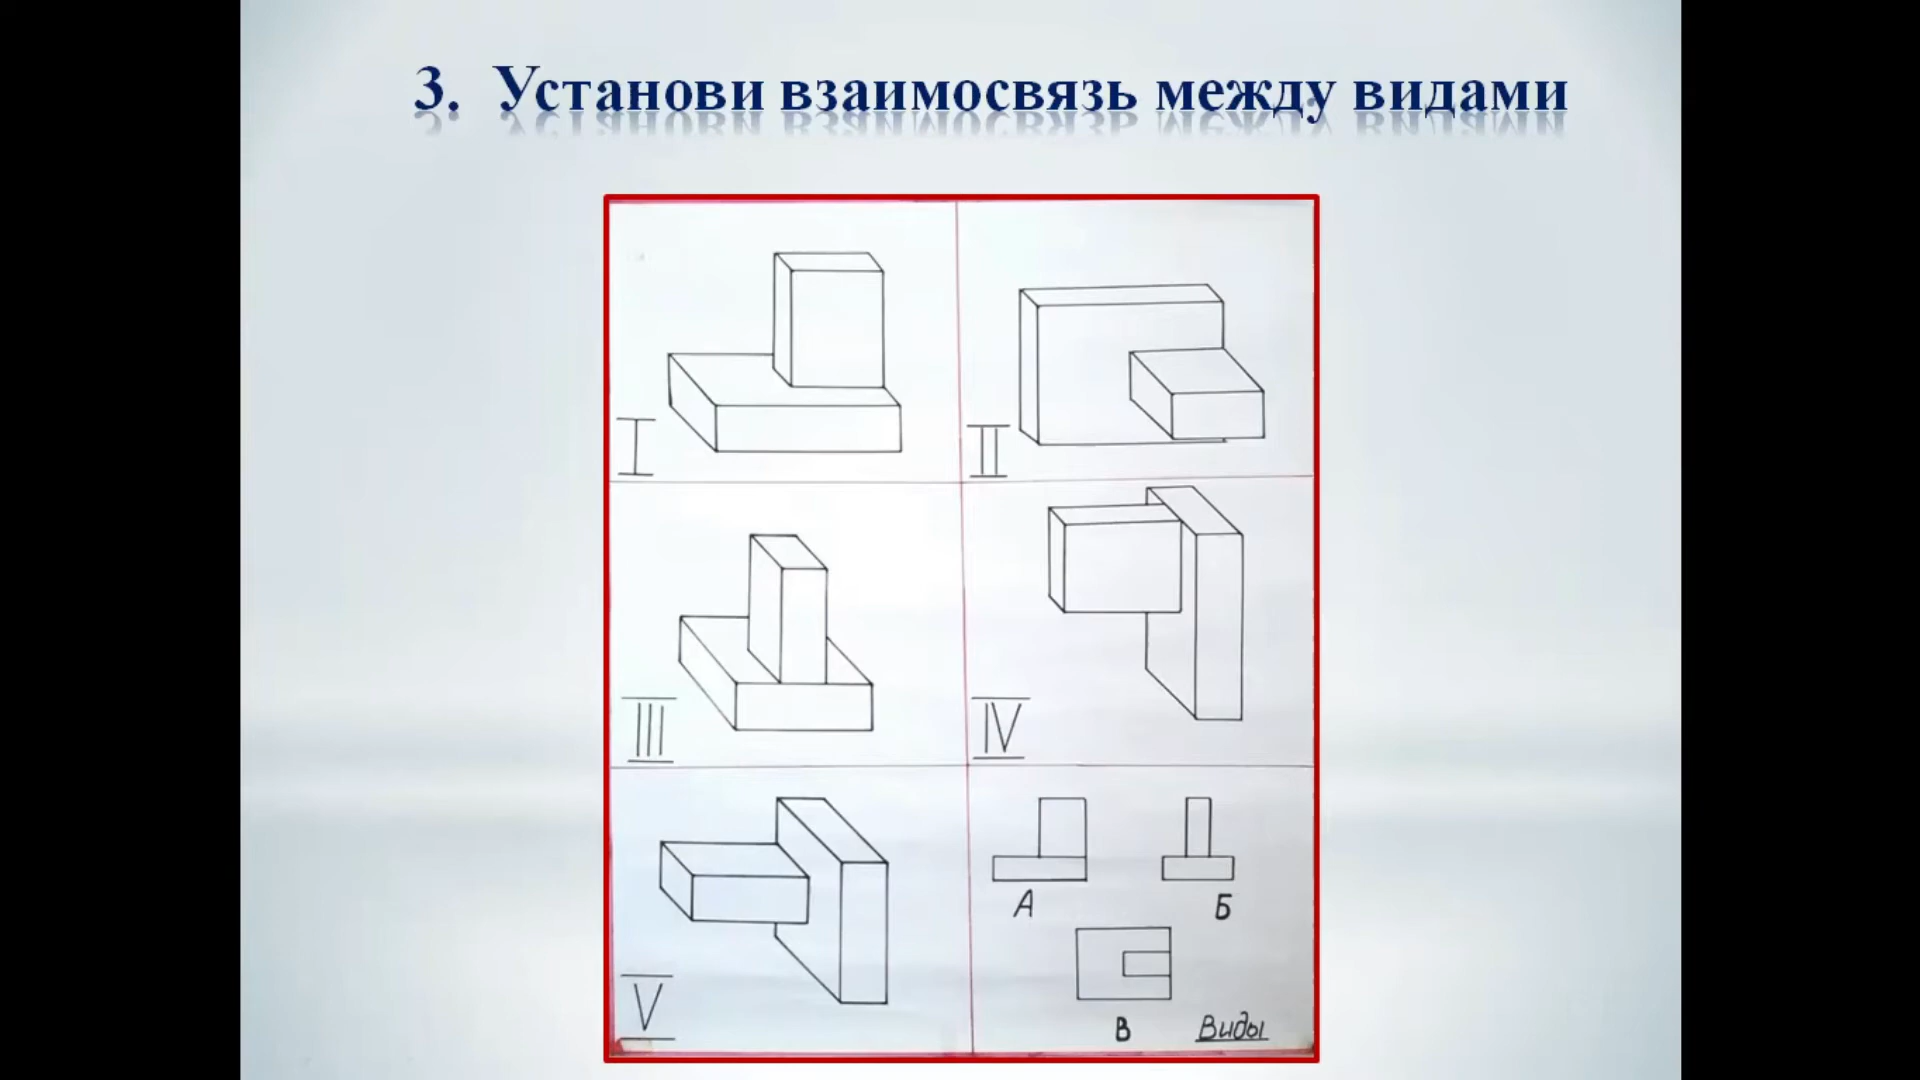 3. Установи взаимосвязь между видами
I
II
III
IV
V
А
Б
В
Виды